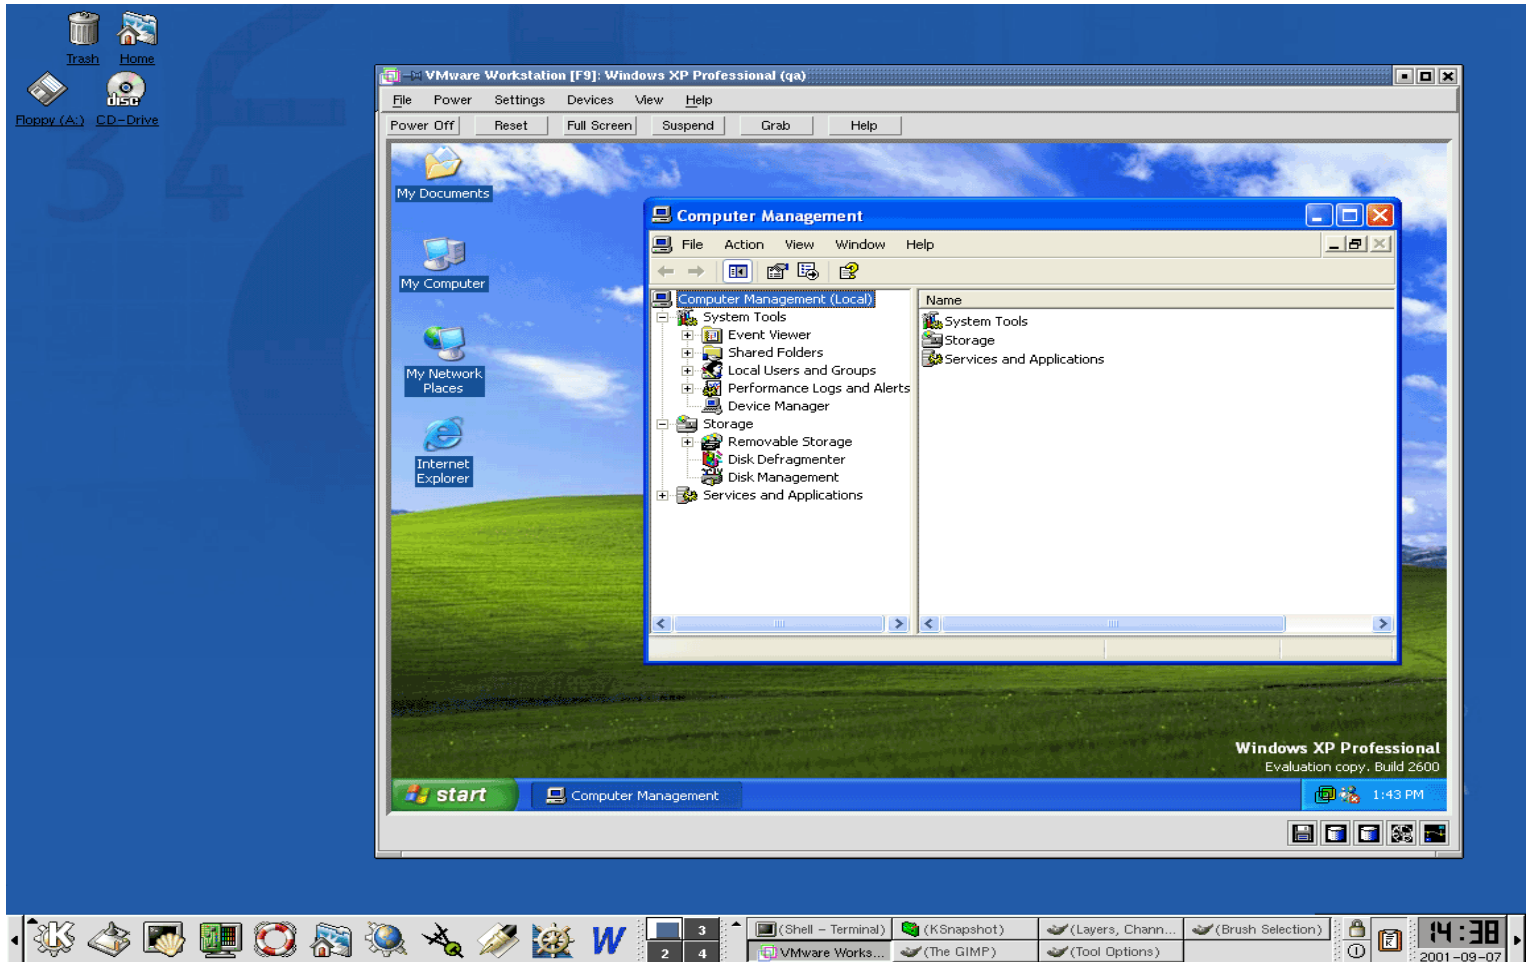 Trash Home
Floppy (A:) CD-Drive
disc
VMware Workstation [F9]: Windows XP Professional (qa)
File Power Settings Devices View Help
Power Off Reset Full Screen Suspend Grab Help
My Documents
My Computer
My Network
Places
Internet
Explorer
Computer Management
File Action View Window Help
Computer Management (Local)
System Tools
Event Viewer
Shared Folders
Local Users and Groups
Performance Logs and Alerts
Device Manager
Storage
Removable Storage
Disk Defragmenter
Disk Management
Services and Applications
Name
System Tools
Storage
Services and Applications
Windows XP Professional
Evaluation copy. Build 2600
start Computer Management 1:43 PM
K W
3
2 4
(Shell - Terminal) (KSnapshot) (Layers, Chann... (Brush Selection)
VMware Works... (The GIMP) (Tool Options)
14:38
2001-09-07